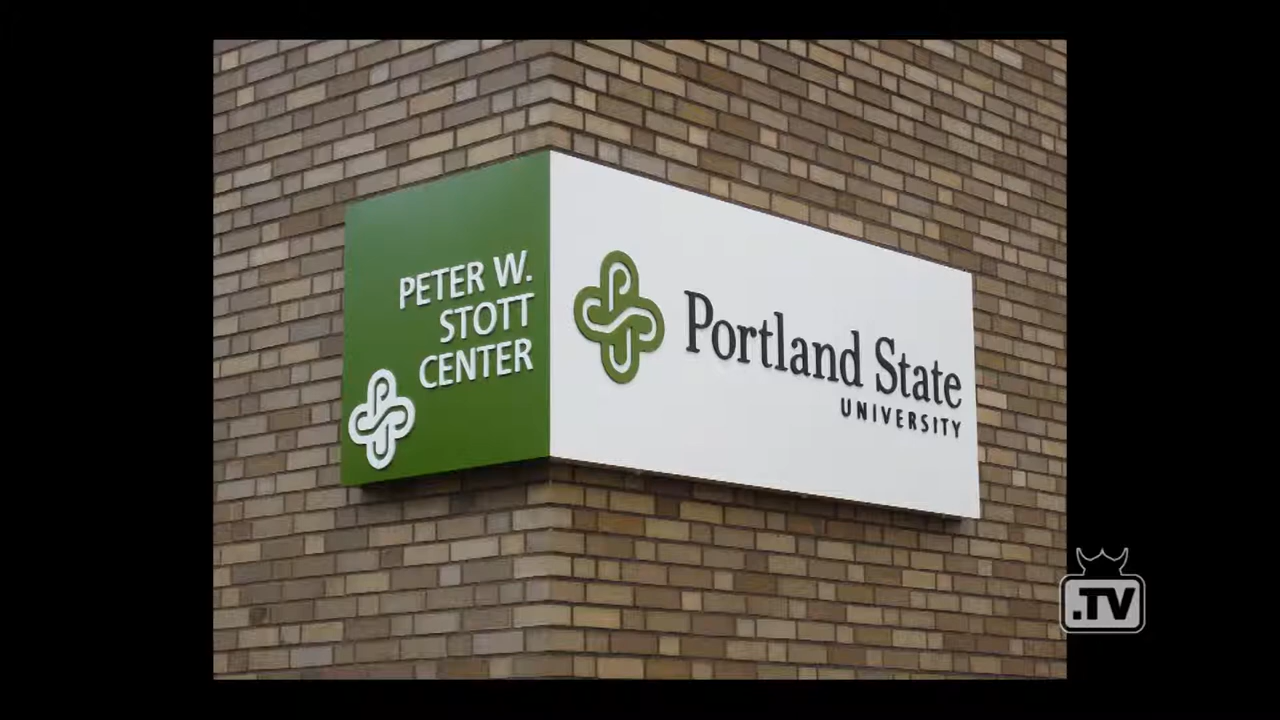 PETER W.
STOTT
CENTER
Portland State
UNIVERSITY
.TV